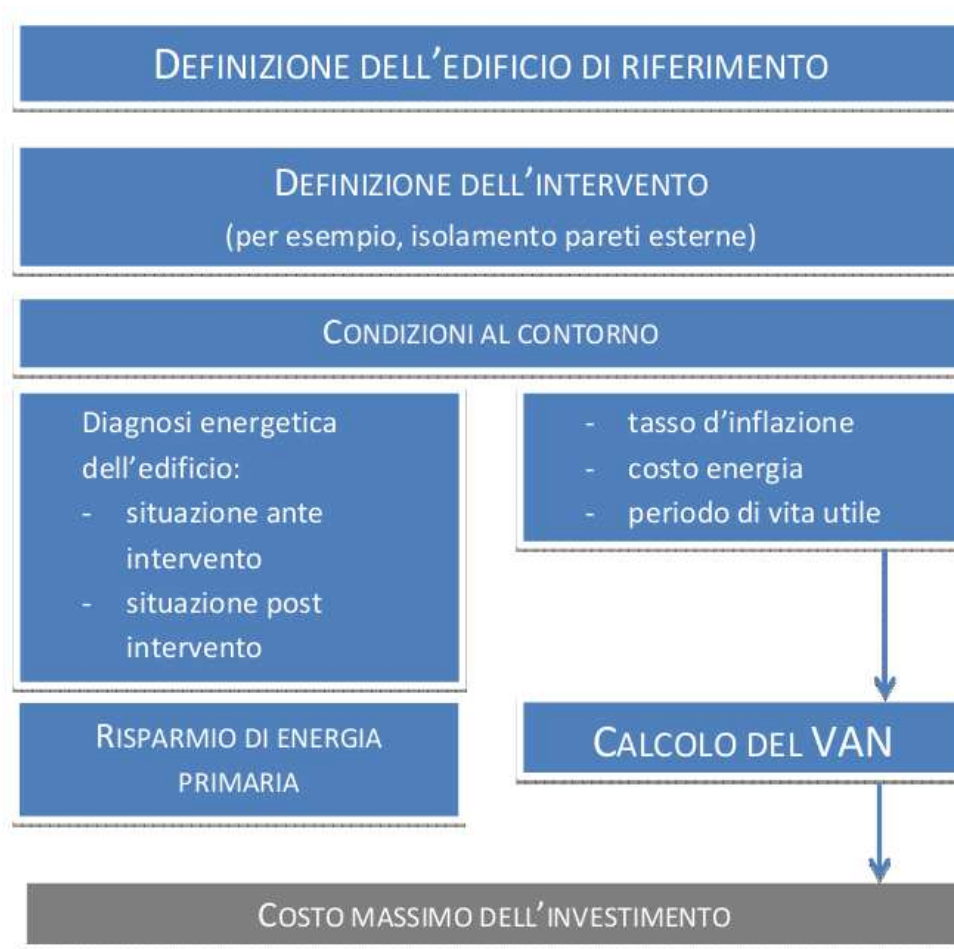 DEFINIZIONE DELL'EDIFICIO DI RIFERIMENTO
DEFINIZIONE DELL'INTERVENTO
(per esempio, isolamento pareti esterne)
CONDIZIONI AL CONTORNO
Diagnosi energetica
dell'edificio:
- situazione ante
intervento
- situazione post
intervento
- tasso d'inflazione
- costo energia
- periodo di vita utile
RISPARMIO DI ENERGIA
PRIMARIA
CALCOLO DEL VAN
COSTO MASSIMO DELL'INVESTIMENTO